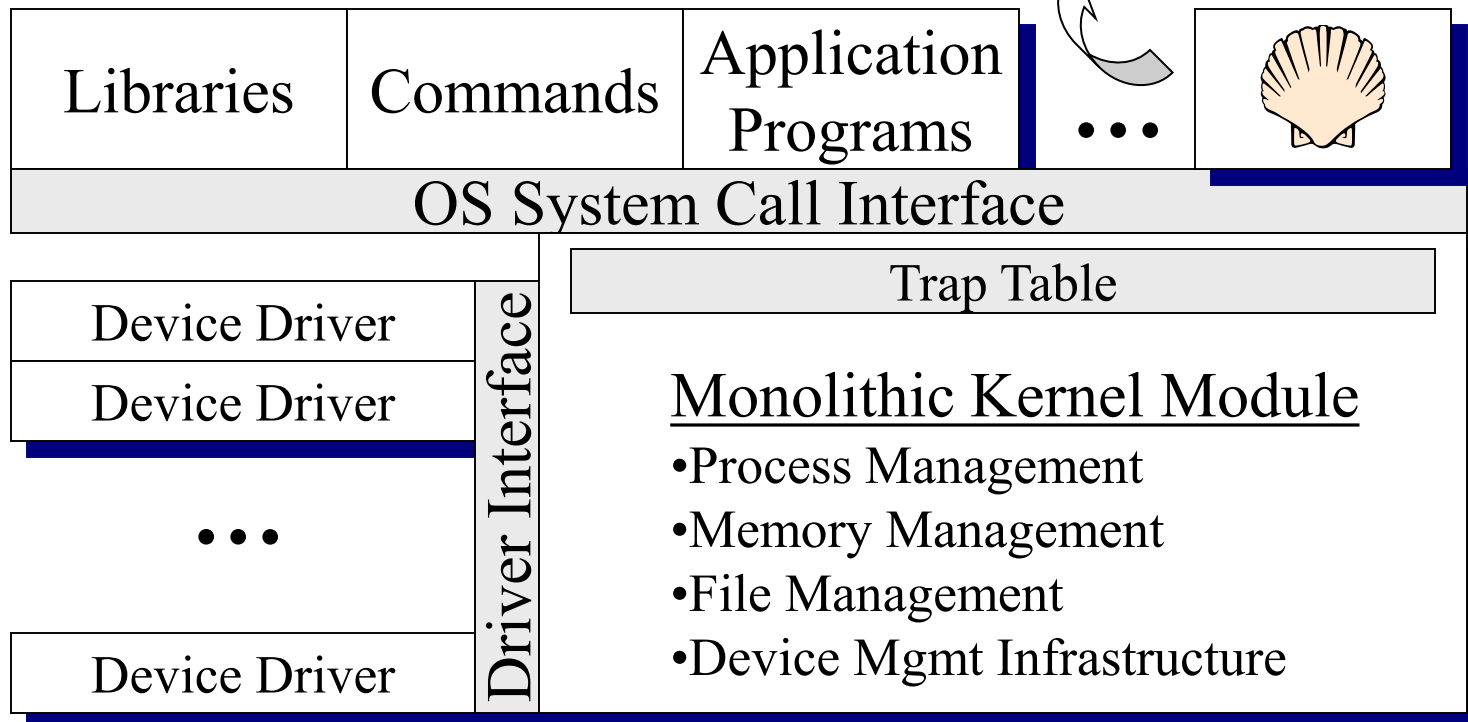 Libraries
Commands
Application
Programs
•••
OS System Call Interface
Trap Table
Device Driver
Device Driver
•••
Device Driver
Driver Interface
Monolithic Kernel Module
•Process Management
•Memory Management
•File Management
•Device Mgmt Infrastructure